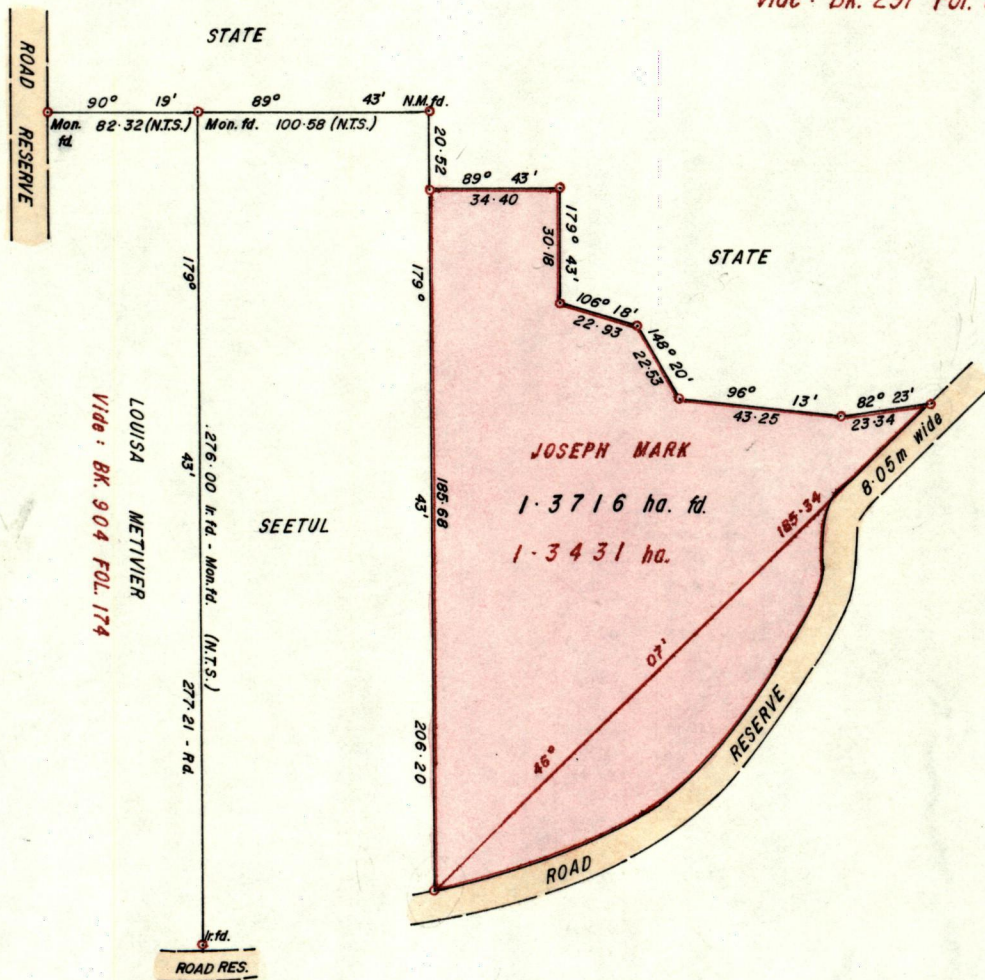 Vide : BK. 251 Fol.
STATE
ROAD RESERVE
90° 19'
89° 43'
N.M. fd.
Mon. fd.
82·32 (N.T.S.)
Mon. fd. 100·58 (N.T.S.)
20·52
89° 43'
34·40
179° 43'
30·18
STATE
106° 18'
22·93
148° 20'
22·53
96° 13'
43·25
82° 23'
23·34
8·05m wide
179° 43'
179° 43'
185·68
206·20
276·00 Ir. fd. - Mon. fd. (N.T.S.)
277·21 - Rd.
LOUISA METIVIER
Vide : BK. 904 FOL. 174
SEETUL
JOSEPH MARK
1·3716 ha. fd.
1·3431 ha.
185·34
46° 07'
RESERVE
ROAD
Ir. fd.
ROAD RES.